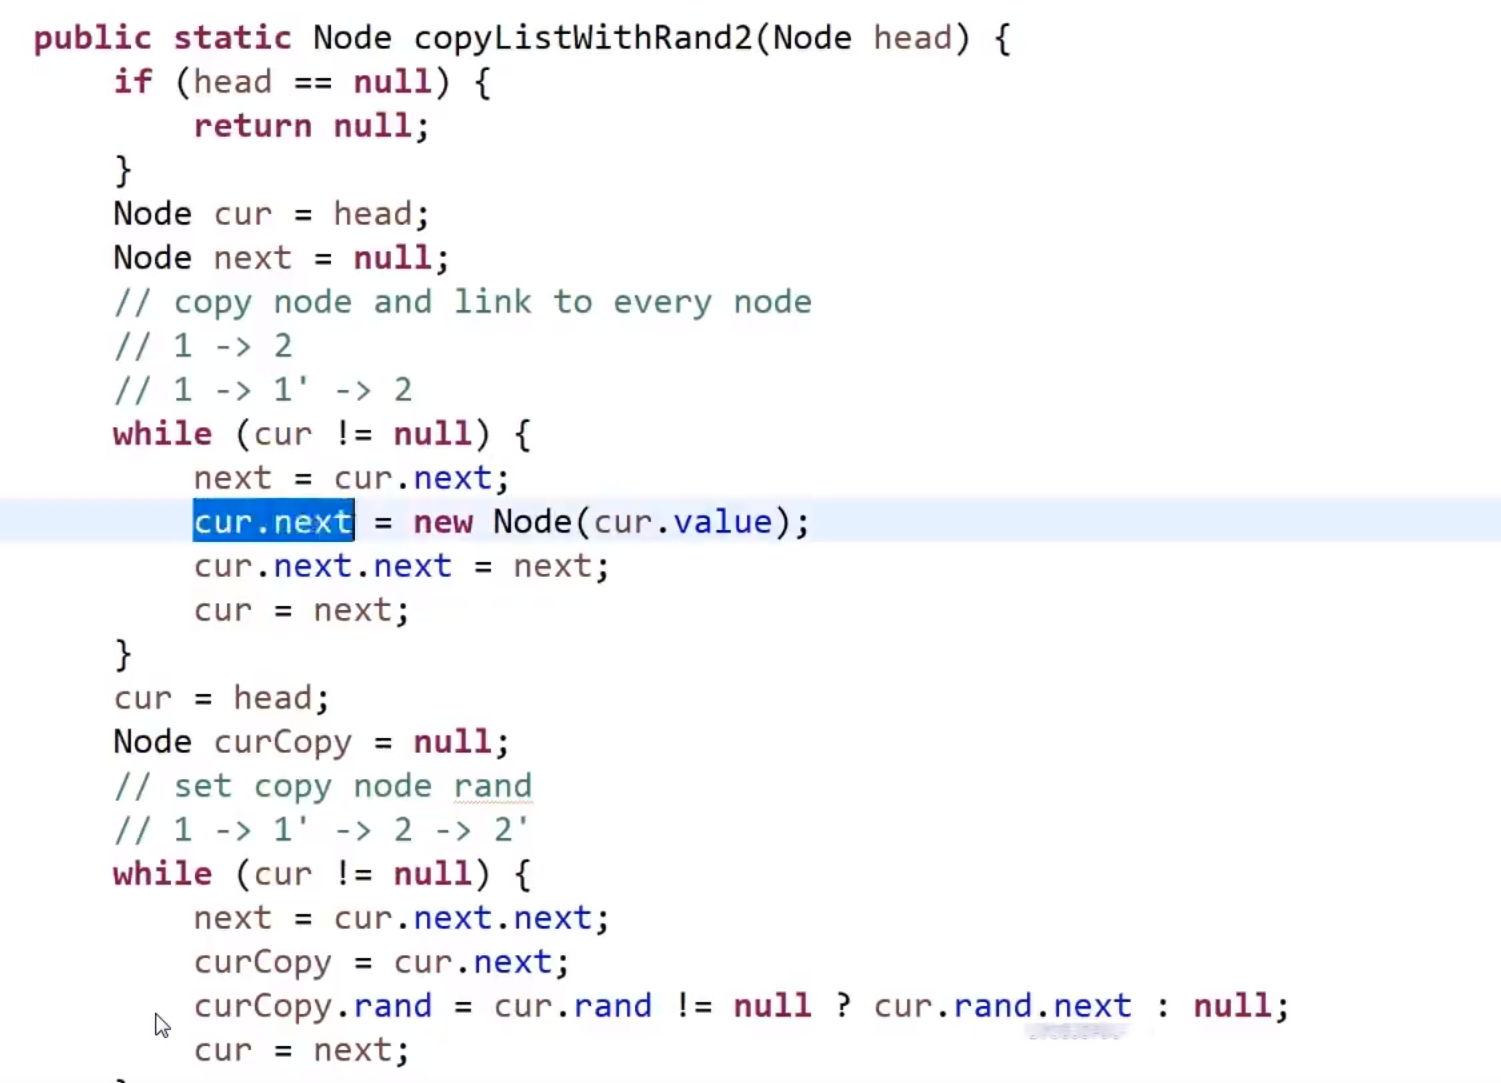 public static Node copyListWithRand2(Node head) {
if (head == null) {
return null;
}
Node cur = head;
Node next = null;
// copy node and link to every node
// 1 -> 2
// 1 -> 1' -> 2
while (cur != null) {
next = cur.next;
cur.next = new Node(cur.value);
cur.next.next = next;
cur = next;
}
cur = head;
Node curCopy = null;
// set copy node rand
// 1 -> 1' -> 2 -> 2'
while (cur != null) {
next = cur.next.next;
curCopy = cur.next;
curCopy.rand = cur.rand != null ? cur.rand.next : null;
cur = next;